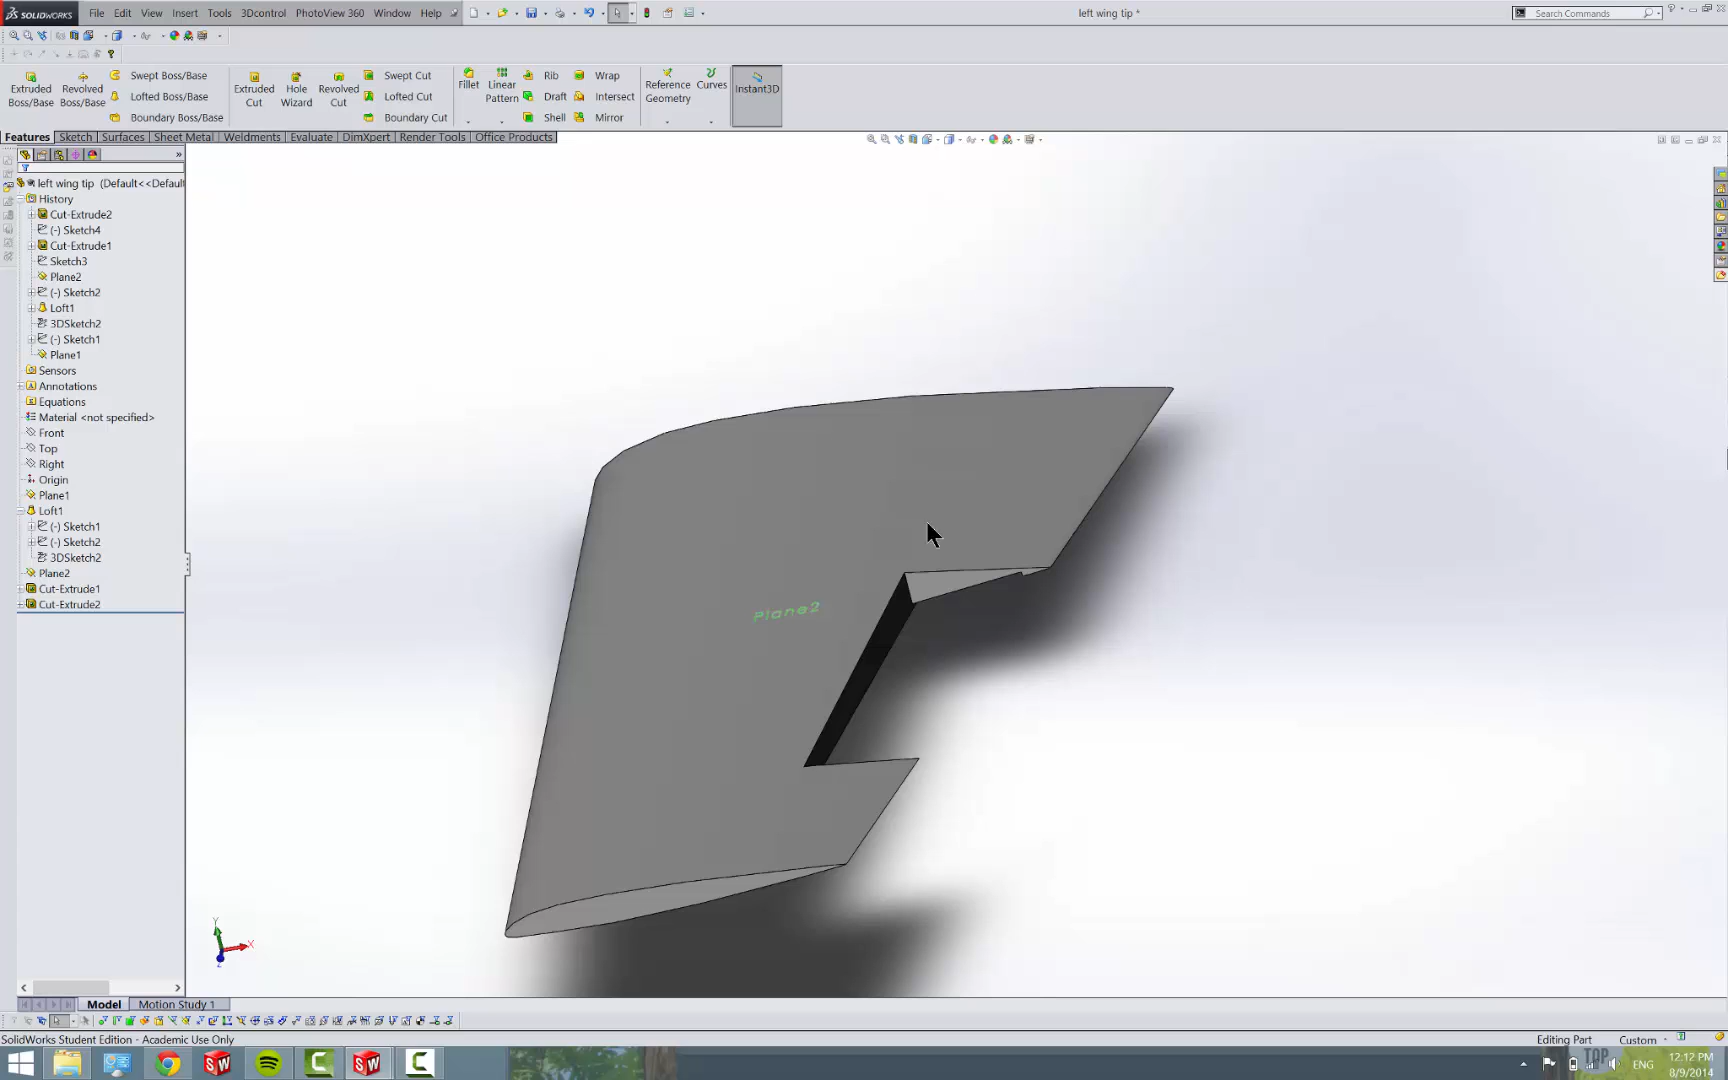 SOLIDWORKS
File Edit View Insert Tools 3Dcontrol PhotoView 360 Window Help
left wing tip *
Search Commands
Extruded Boss/Base
Revolved Boss/Base
Swept Boss/Base
Lofted Boss/Base
Boundary Boss/Base
Extruded Cut
Hole Wizard
Revolved Cut
Swept Cut
Lofted Cut
Boundary Cut
Fillet
Linear Pattern
Rib
Draft
Shell
Wrap
Intersect
Mirror
Reference Geometry
Curves
Instant3D
Features Sketch Surfaces Sheet Metal Weldments Evaluate DimXpert Render Tools Office Products
left wing tip (Default<<Default
History
Cut-Extrude2
(-) Sketch4
Cut-Extrude1
Sketch3
Plane2
(-) Sketch2
Loft1
3DSketch2
(-) Sketch1
Plane1
Sensors
Annotations
Equations
Material <not specified>
Front
Top
Right
Origin
Plane1
Loft1
(-) Sketch1
(-) Sketch2
3DSketch2
Plane2
Cut-Extrude1
Cut-Extrude2
Plane2
Y
X
Z
Model Motion Study 1
SolidWorks Student Edition - Academic Use Only
Editing Part Custom
TOP
ENG
12:12 PM
8/9/2014